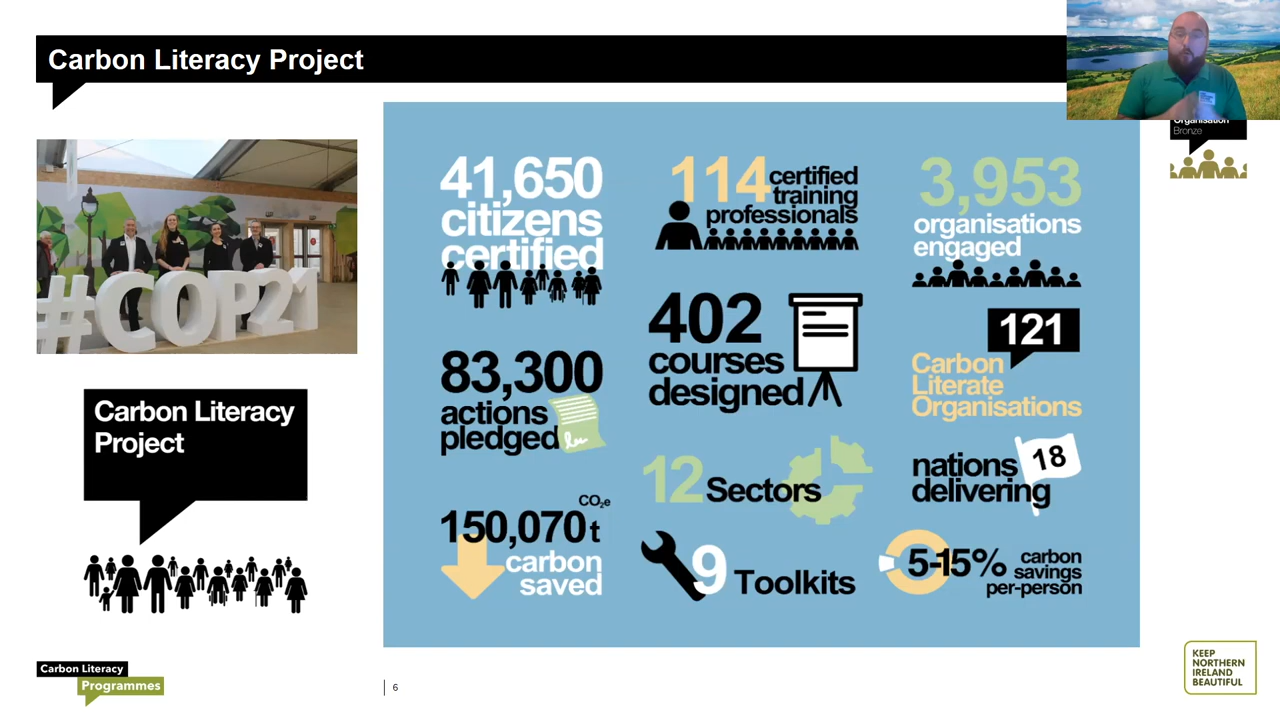 Carbon Literacy Project
Organisation
Bronze
#COP21
Carbon Literacy
Project
41,650
citizens
certified
83,300
actions
pledged
CO₂e
150,070t
carbon
saved
114 certified
training
professionals
402
courses
designed
12 Sectors
9 Toolkits
3,953
organisations
engaged
121
Carbon
Literate
Organisations
nations 18
delivering
5-15% carbon
savings
per-person
Carbon Literacy
Programmes
6
KEEP
NORTHERN
IRELAND
BEAUTIFUL